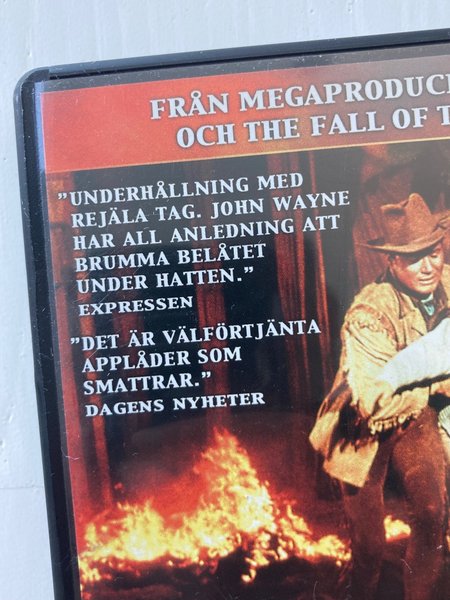 FRÅN MEGAPRODUC
OCH THE FALL OF T
"UNDERHÅLLNING MED
REJÄLA TAG. JOHN WAYNE
HAR ALL ANLEDNING ATT
BRUMMA BELÅTET
UNDER HATTEN."
EXPRESSEN
"DET ÄR VÄLFÖRTJÄNTA
APPLÅDER SOM
SMATTRAR."
DAGENS NYHETER